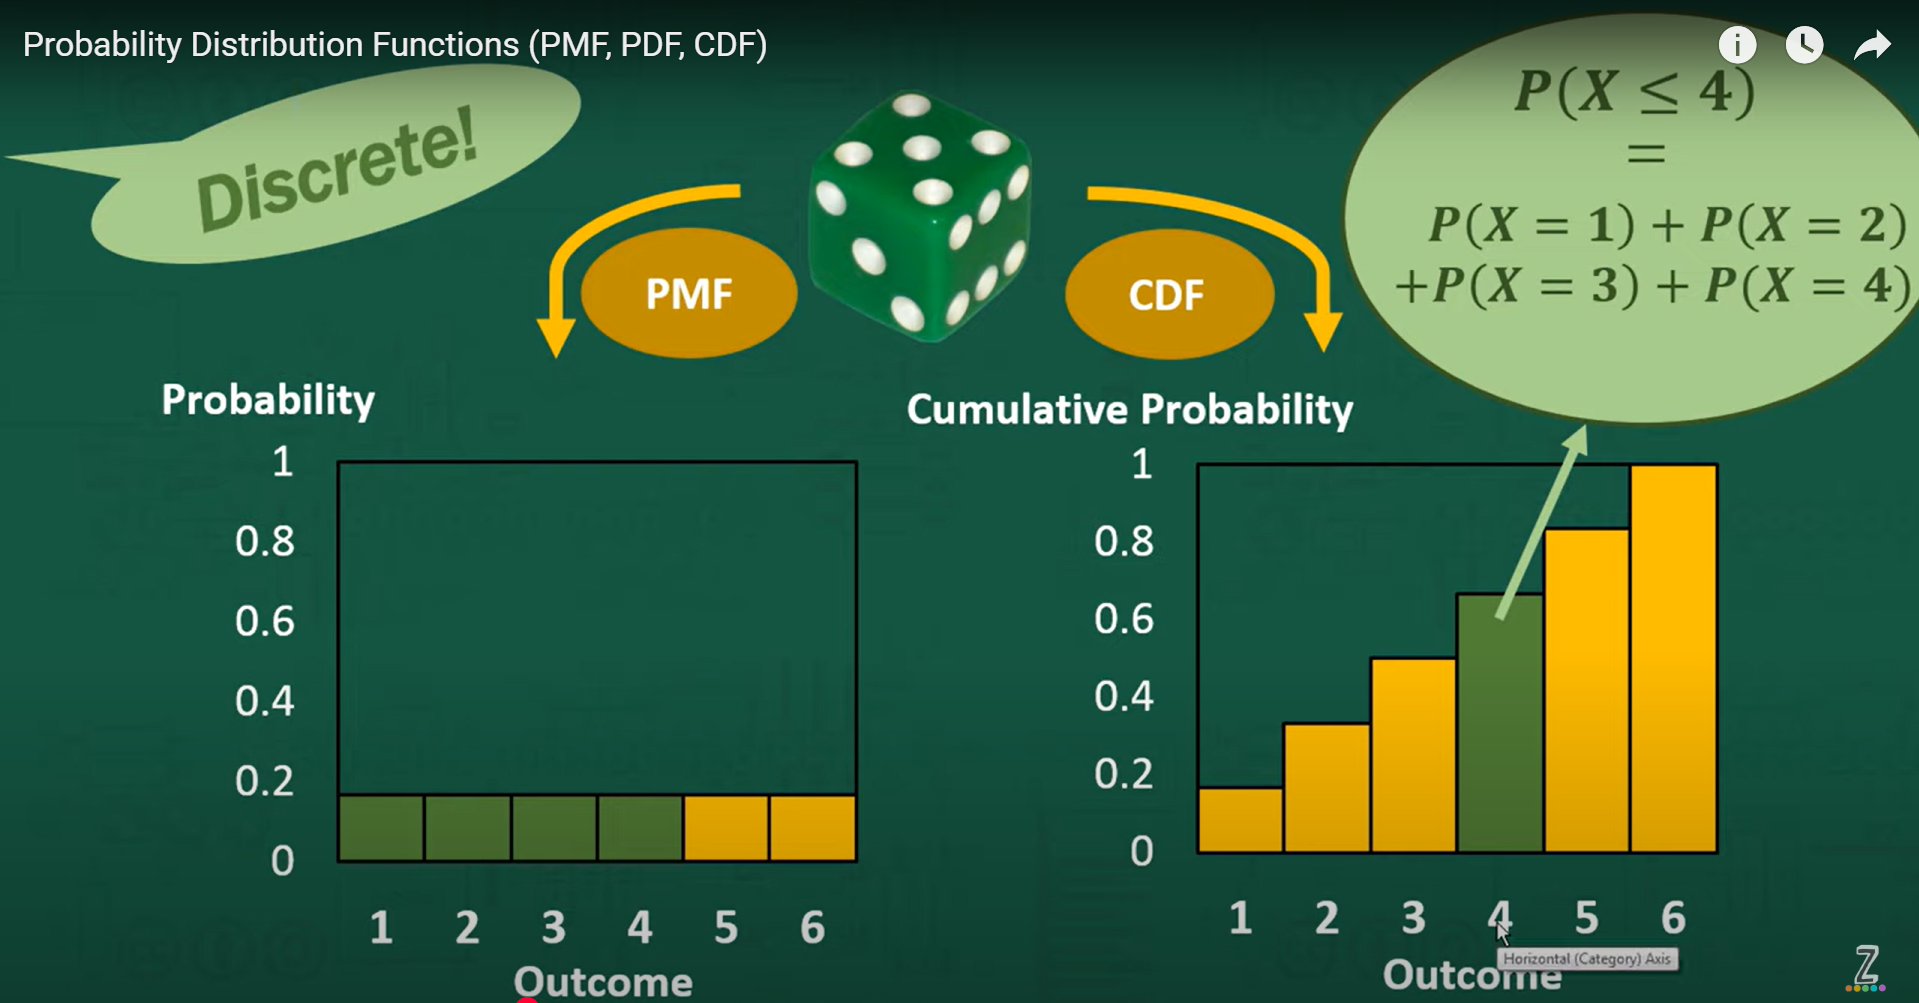 Probability Distribution Functions (PMF, PDF, CDF)
Discrete!
PMF
CDF
P(X ≤ 4)
=
P(X = 1) + P(X = 2)
+P(X = 3) + P(X = 4)
Probability
1
0.8
0.6
0.4
0.2
0
1 2 3 4 5 6
Outcome
Cumulative Probability
1
0.8
0.6
0.4
0.2
0
1 2 3 4 5 6
Horizontal (Category) Axis
Outcome
Z